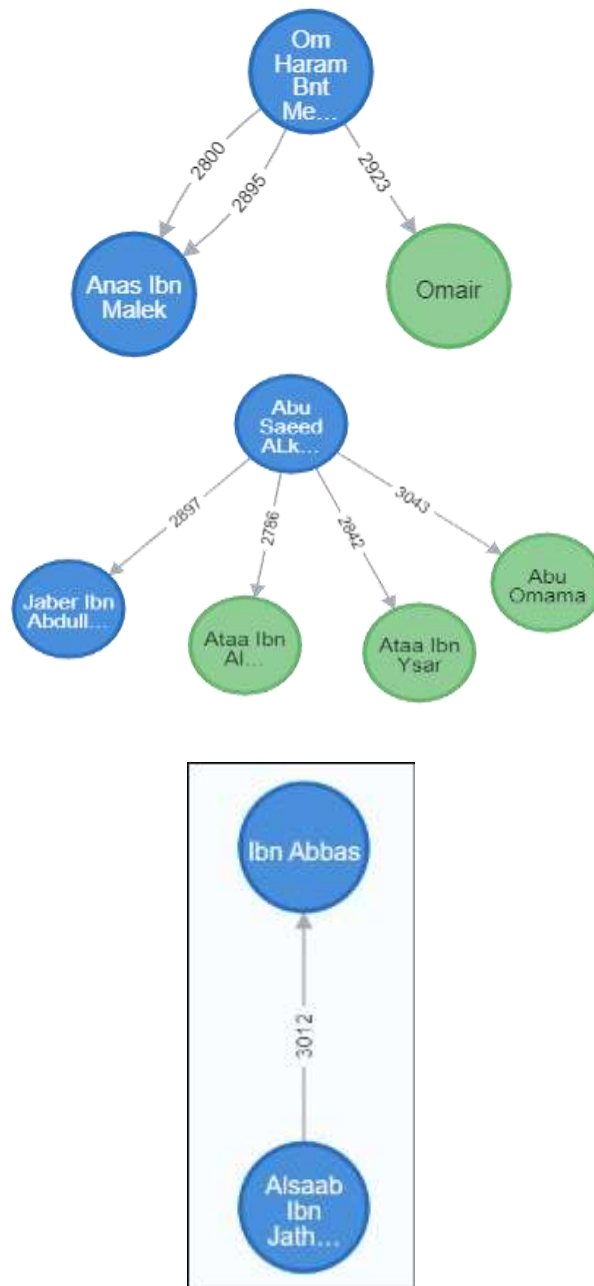 Om
Haram
Bnt
Me...
2800
2895
2923
Anas Ibn
Malek
Omair
Abu
Saeed
ALk...
2897
2786
2842
3043
Jaber Ibn
Abdull...
Ataa Ibn
Al...
Ataa Ibn
Ysar
Abu
Omama
Ibn Abbas
3012
Alsaab
Ibn
Jath...